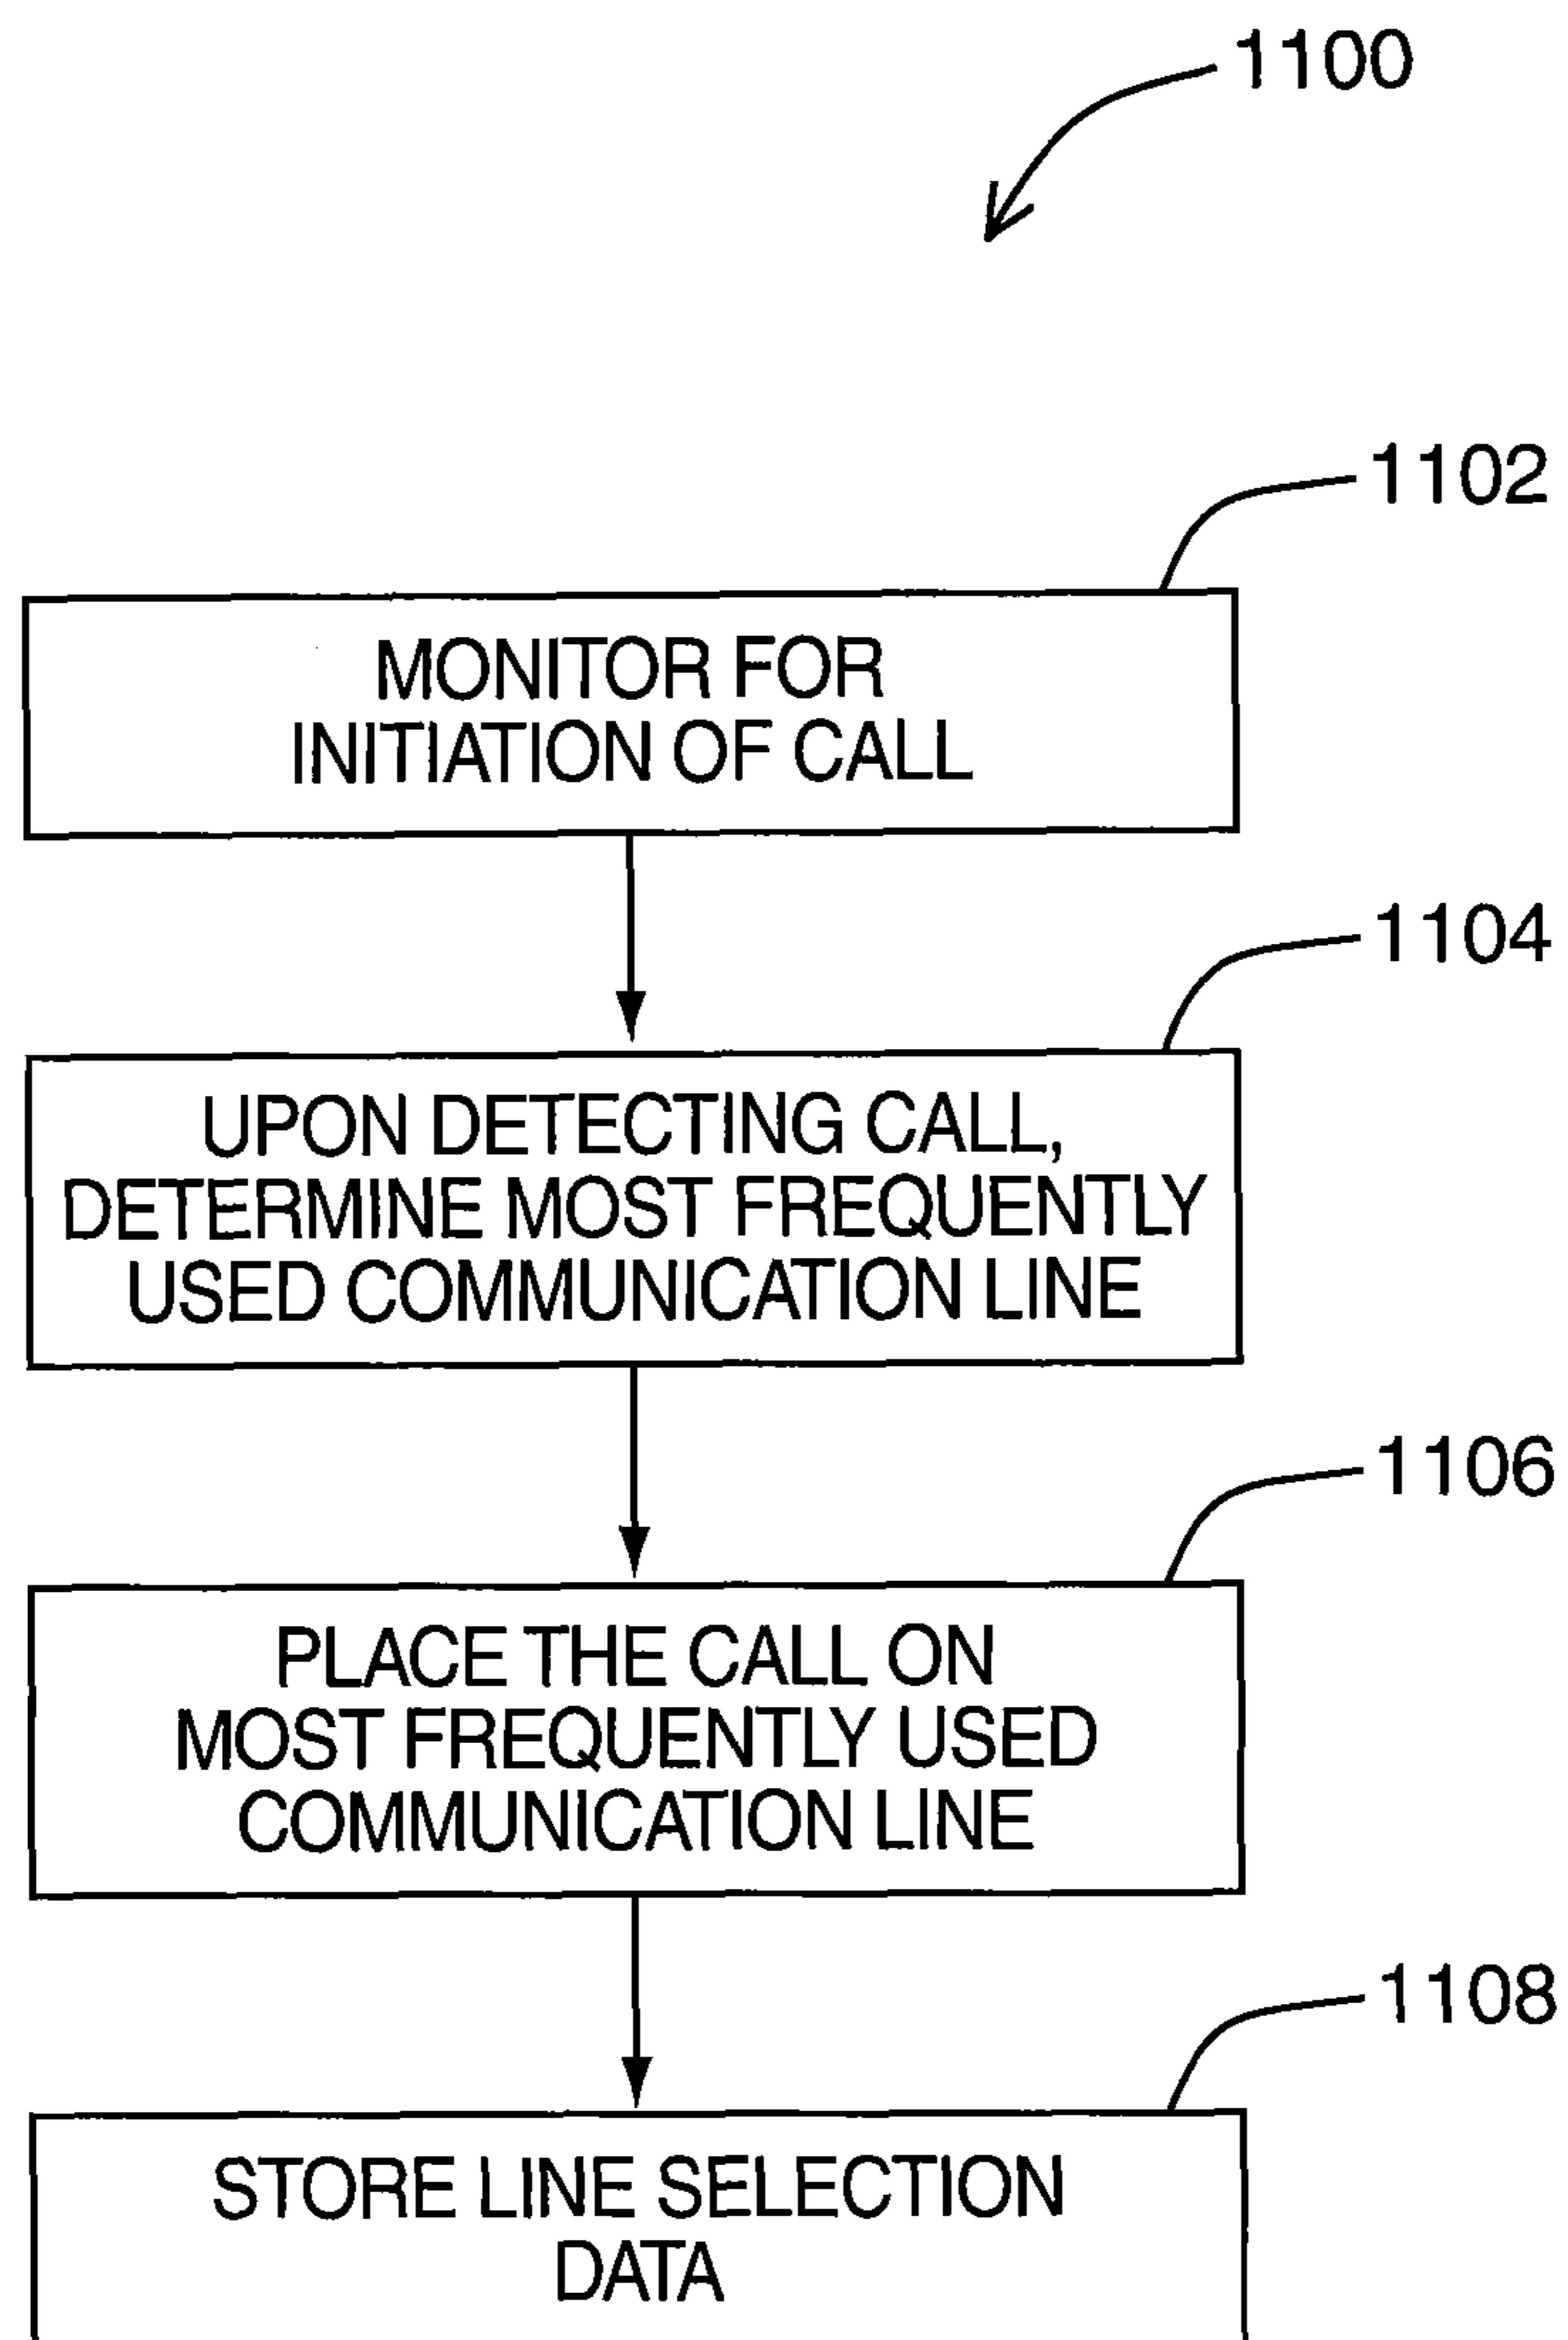 1100
1102
MONITOR FOR
INITIATION OF CALL
1104
UPON DETECTING CALL,
DETERMINE MOST FREQUENTLY
USED COMMUNICATION LINE
1106
PLACE THE CALL ON
MOST FREQUENTLY USED
COMMUNICATION LINE
1108
STORE LINE SELECTION
DATA